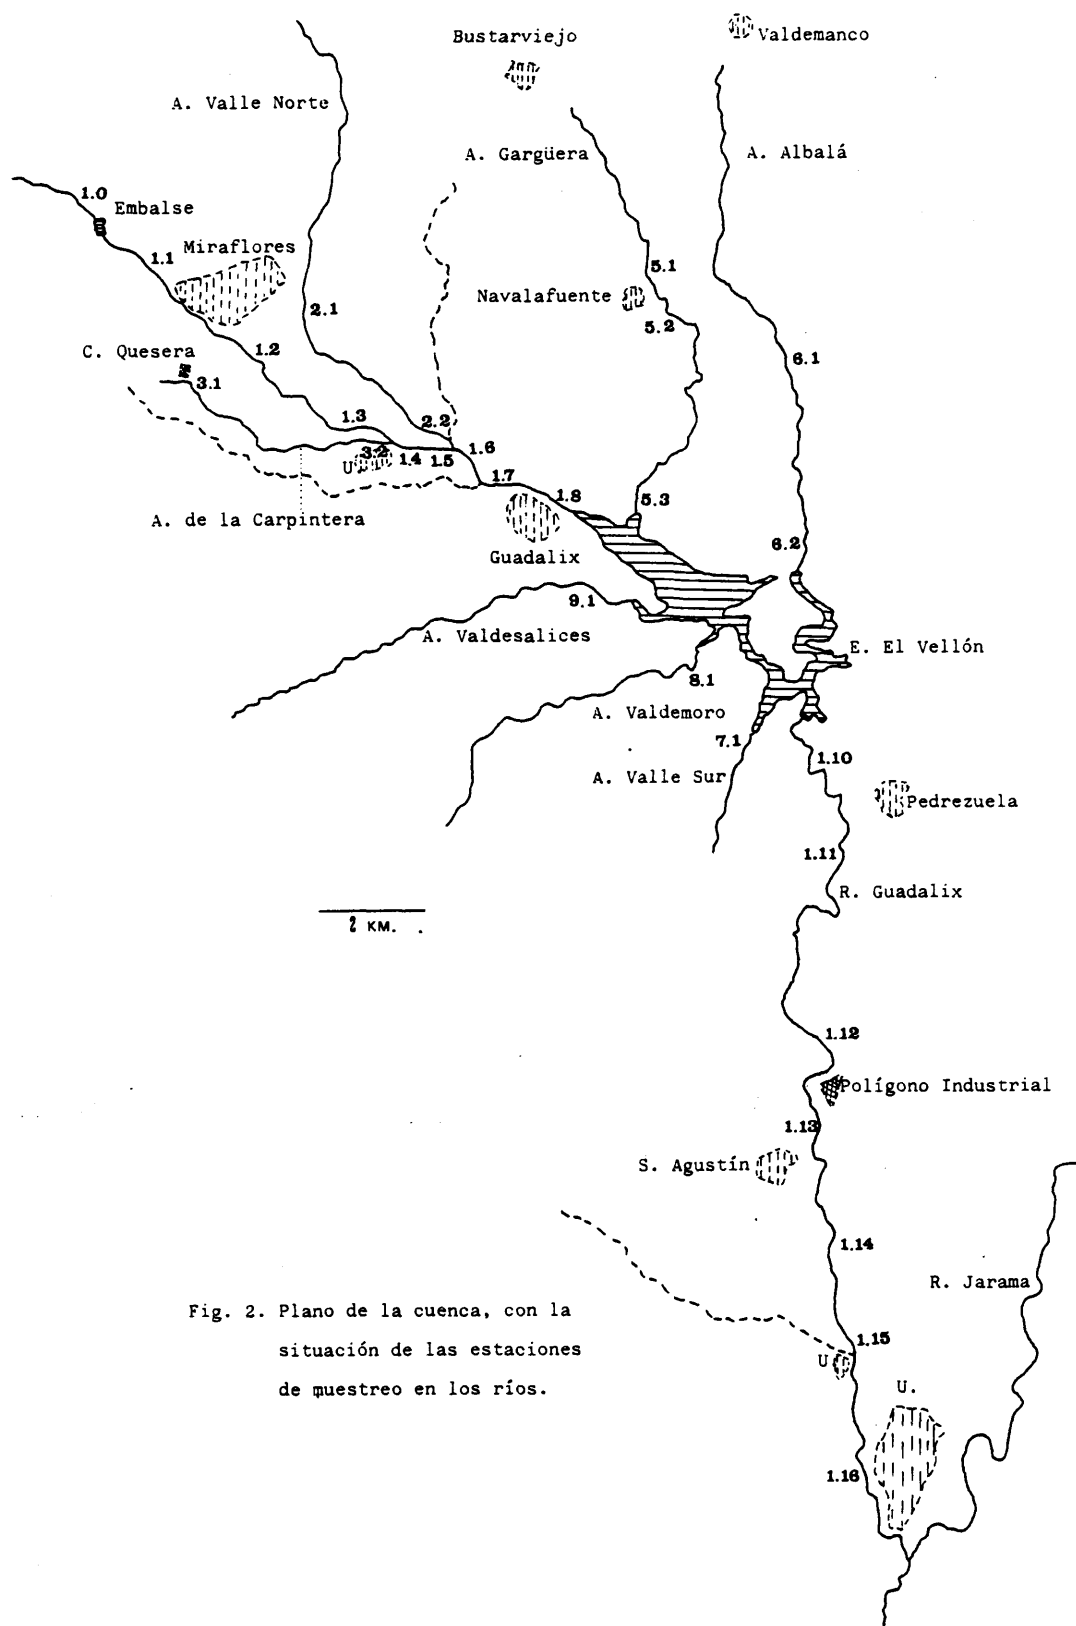 Bustarviejo
Valdemanco
A. Valle Norte
A. Gargüera
A. Albalá
1.0
Embalse
Miraflores
1.1
5.1
Navalafuente
2.1
5.2
C. Quesera
1.2
6.1
3.1
1.3
2.2
1.6
3.2
U
1.4
1.5
1.7
1.8
5.3
A. de la Carpintera
6.2
Guadalix
9.1
A. Valdesalices
E. El Vellón
8.1
A. Valdemoro
7.1
1.10
A. Valle Sur
Pedrezuela
1.11
R. Guadalix
2 KM.
1.12
Polígono Industrial
1.13
S. Agustín
1.14
R. Jarama
Fig. 2. Plano de la cuenca, con la
situación de las estaciones
de muestreo en los ríos.
1.15
U
U.
1.16